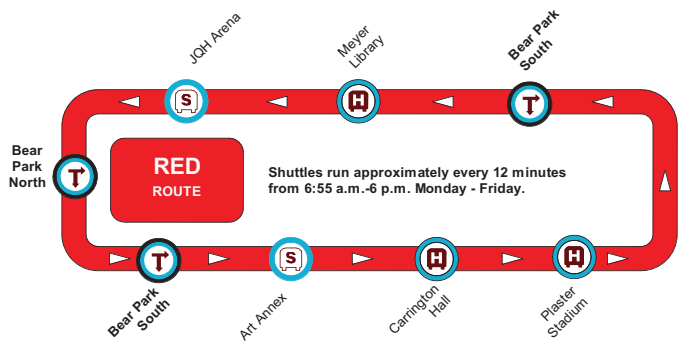 JQH Arena
Meyer
Library
Bear Park
South
S
H
T
Bear
Park
North
T
RED
ROUTE
Shuttles run approximately every 12 minutes
from 6:55 a.m.-6 p.m. Monday - Friday.
T
S
H
H
Bear Park
South
Art Annex
Carrington
Hall
Plaster
Stadium